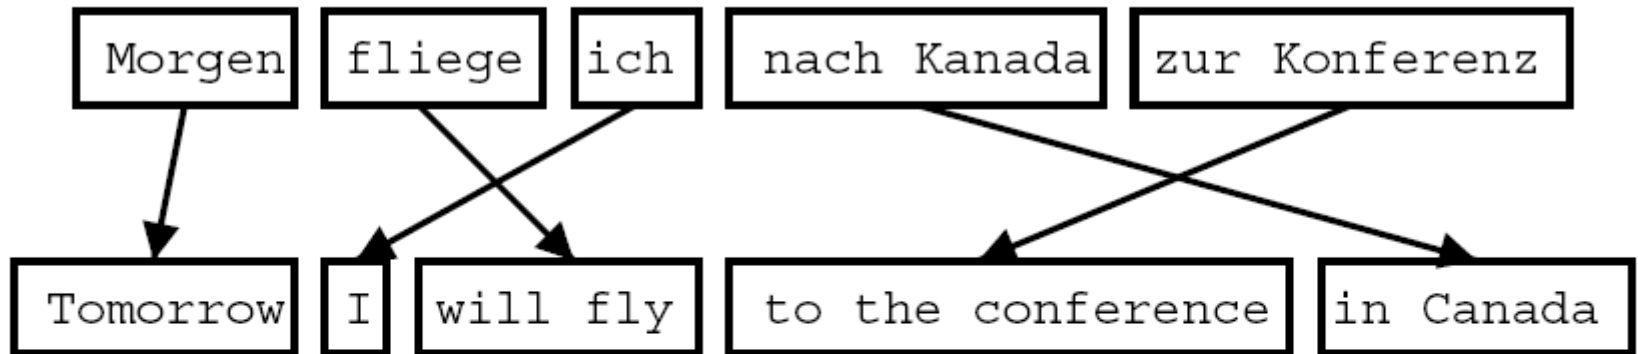 Morgen fliege ich nach Kanada zur Konferenz
Tomorrow I will fly to the conference in Canada